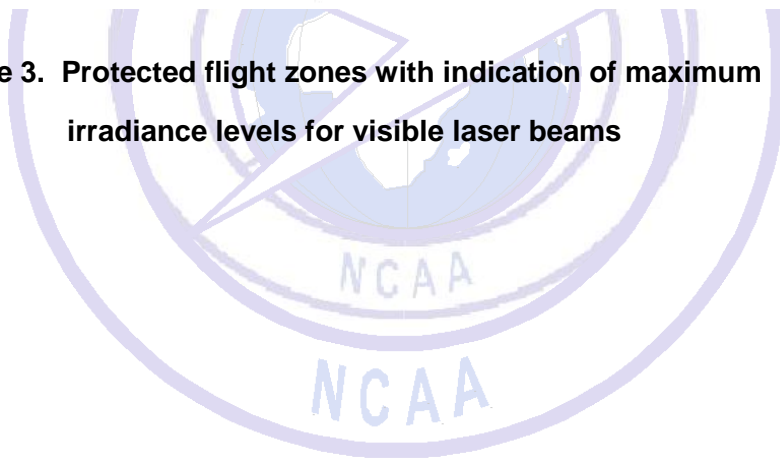 e 3. Protected flight zones with indication of maximum
irradiance levels for visible laser beams
NCAA
NCAA